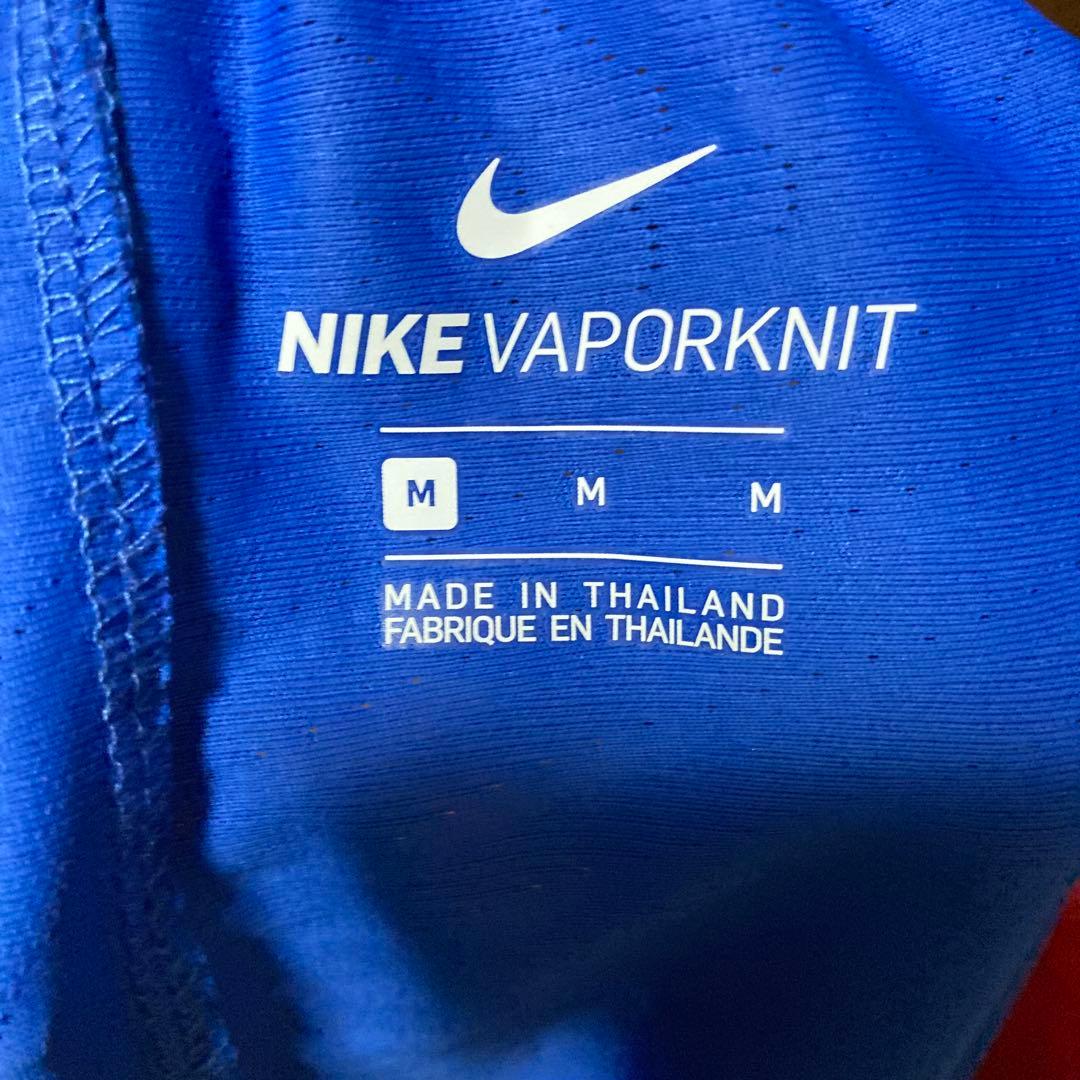 NIKE VAPORKNIT
M M M
MADE IN THAILAND
FABRIQUE EN THAILANDE